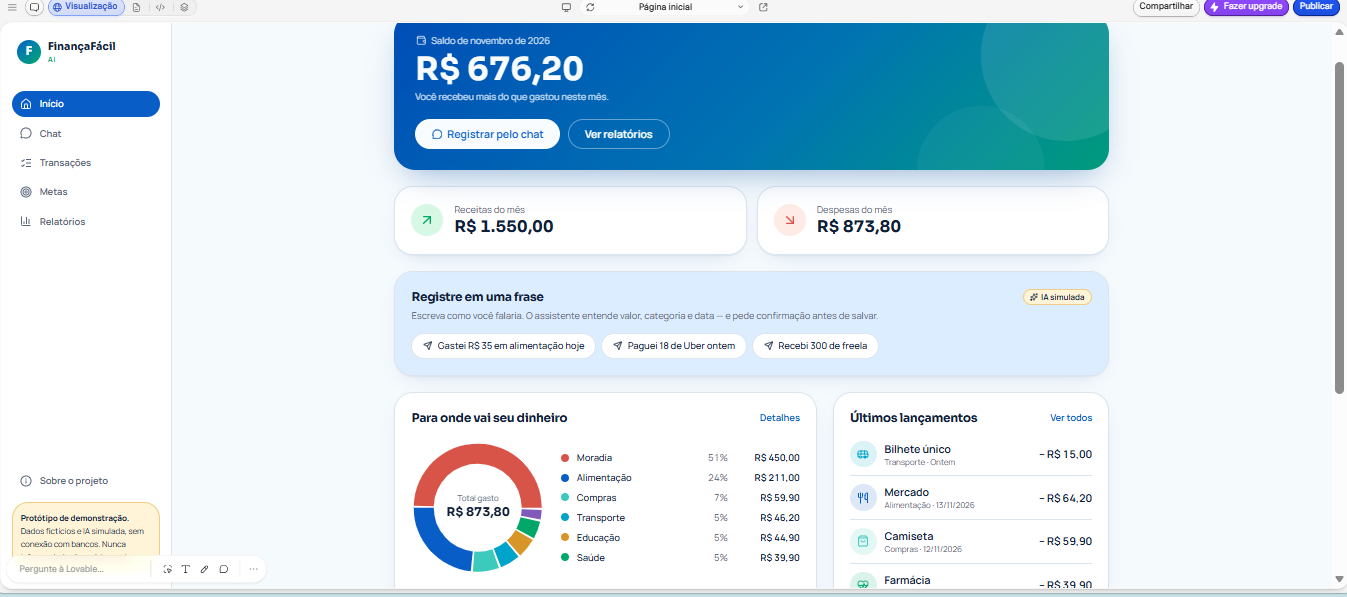 Visualização
Página inicial
Compartilhar
Fazer upgrade
Publicar
F
FinançaFácil
AI
Início
Chat
Transações
Metas
Relatórios
Sobre o projeto
Protótipo de demonstração.
Dados fictícios e IA simulada, sem
conexão com bancos. Nunca
Pergunte à Lovable...
Saldo de novembro de 2026
R$ 676,20
Você recebeu mais do que gastou neste mês.
Registrar pelo chat
Ver relatórios
Receitas do mês
R$ 1.550,00
Despesas do mês
R$ 873,80
Registre em uma frase
IA simulada
Escreva como você falaria. O assistente entende valor, categoria e data — e pede confirmação antes de salvar.
Gastei R$ 35 em alimentação hoje
Paguei 18 de Uber ontem
Recebi 300 de freela
Para onde vai seu dinheiro
Detalhes
Total gasto
R$ 873,80
Moradia 51% R$ 450,00
Alimentação 24% R$ 211,00
Compras 7% R$ 59,90
Transporte 5% R$ 46,20
Educação 5% R$ 44,90
Saúde 5% R$ 39,90
Últimos lançamentos
Ver todos
Bilhete único
Transporte · Ontem
− R$ 15,00
Mercado
Alimentação · 13/11/2026
− R$ 64,20
Camiseta
Compras · 12/11/2026
− R$ 59,90
Farmácia
− R$ 39,90